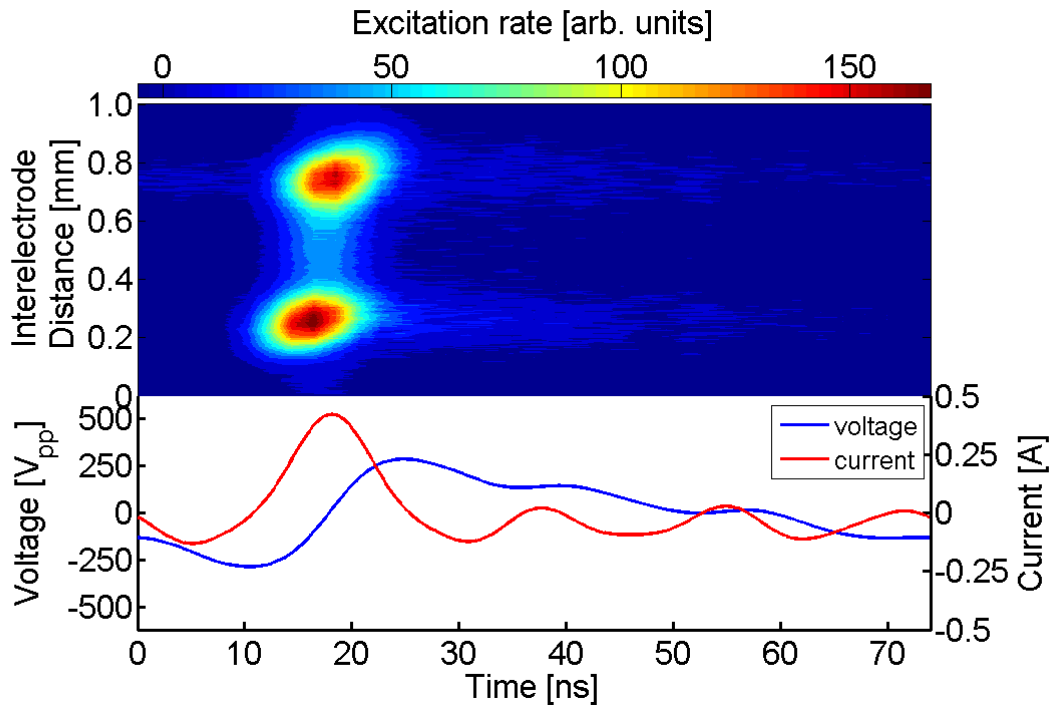 Excitation rate [arb. units]
0 50 100 150
Interelectrode
Distance [mm]
1.0
0.8
0.6
0.4
0.2
0
Voltage [Vpp]
500
250
0
-250
-500
0.5
0.25
0
-0.25
-0.5
Current [A]
voltage
current
0 10 20 30 40 50 60 70
Time [ns]